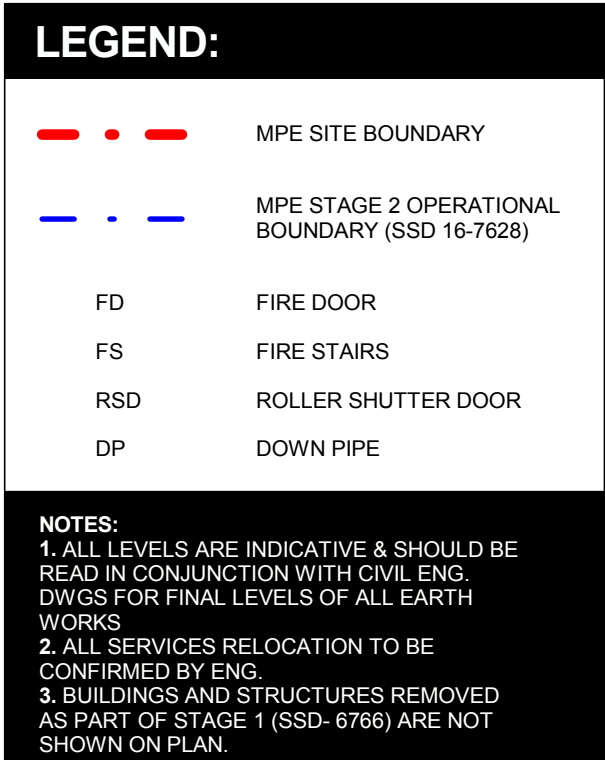 LEGEND:
MPE SITE BOUNDARY
MPE STAGE 2 OPERATIONAL
BOUNDARY (SSD 16-7628)
FD FIRE DOOR
FS FIRE STAIRS
RSD ROLLER SHUTTER DOOR
DP DOWN PIPE
NOTES:
1. ALL LEVELS ARE INDICATIVE & SHOULD BE
READ IN CONJUNCTION WITH CIVIL ENG.
DWGS FOR FINAL LEVELS OF ALL EARTH
WORKS
2. ALL SERVICES RELOCATION TO BE
CONFIRMED BY ENG.
3. BUILDINGS AND STRUCTURES REMOVED
AS PART OF STAGE 1 (SSD- 6766) ARE NOT
SHOWN ON PLAN.